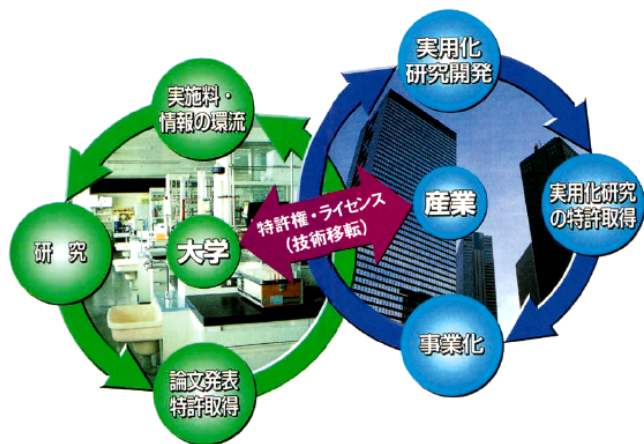 実用化
研究開発
実施料・
情報の環流
特許権・ライセンス
(技術移転)
産業
実用化研究
の特許取得
研究
大学
事業化
論文発表
特許取得